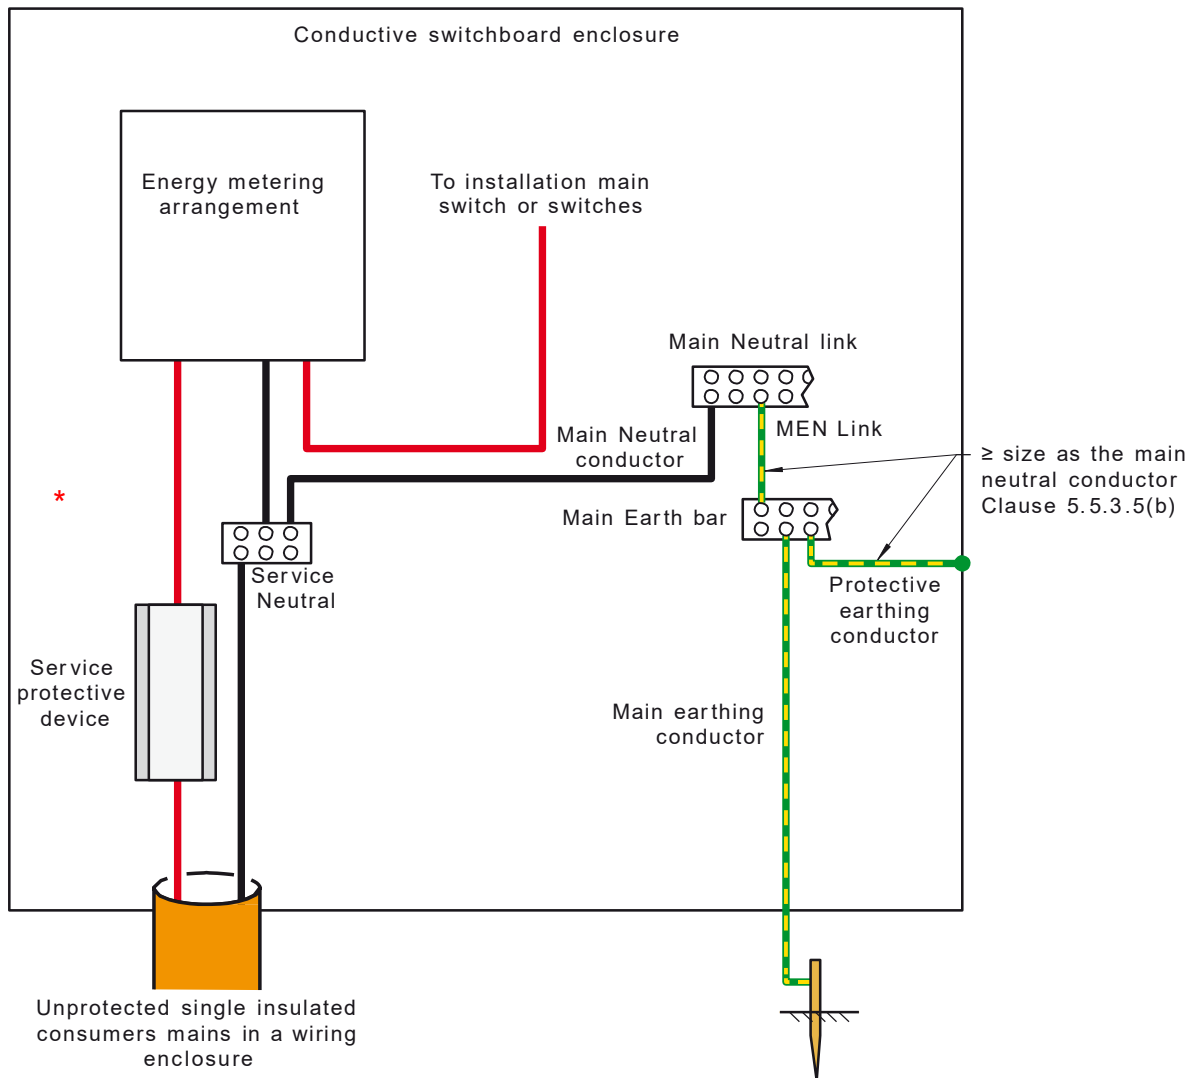 Conductive switchboard enclosure
Energy metering
arrangement
To installation main
switch or switches
Main Neutral link
MEN Link
Main Neutral
conductor
≥ size as the main
neutral conductor
Clause 5.5.3.5(b)
*
Main Earth bar
Service
Neutral
Protective
earthing
conductor
Service
protective
device
Main earthing
conductor
Unprotected single insulated
consumers mains in a wiring
enclosure